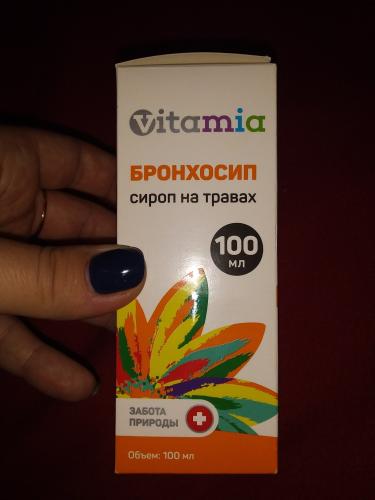 vitamia
БРОНХОСИП
сироп на травах
100
мл
ЗАБОТА
ПРИРОДЫ
Объем: 100 мл